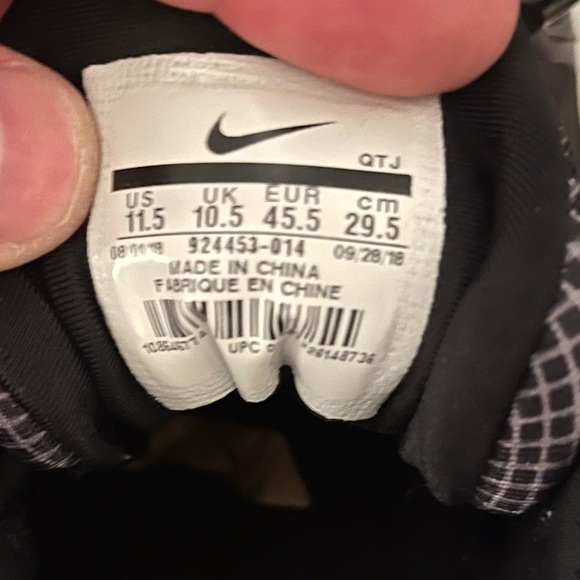 QTJ
US UK EUR cm
11.5 10.5 45.5 29.5
924453-014 09/28/18
MADE IN CHINA
FABRIQUE EN CHINE
UPC